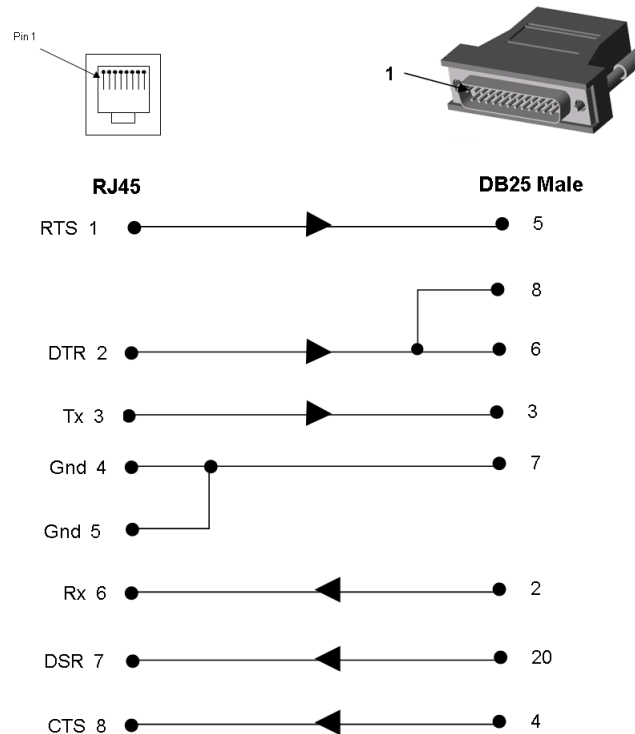 Pin 1
1
RJ45 DB25 Male
RTS 1 5
8
DTR 2 6
Tx 3 3
Gnd 4 7
Gnd 5
Rx 6 2
DSR 7 20
CTS 8 4